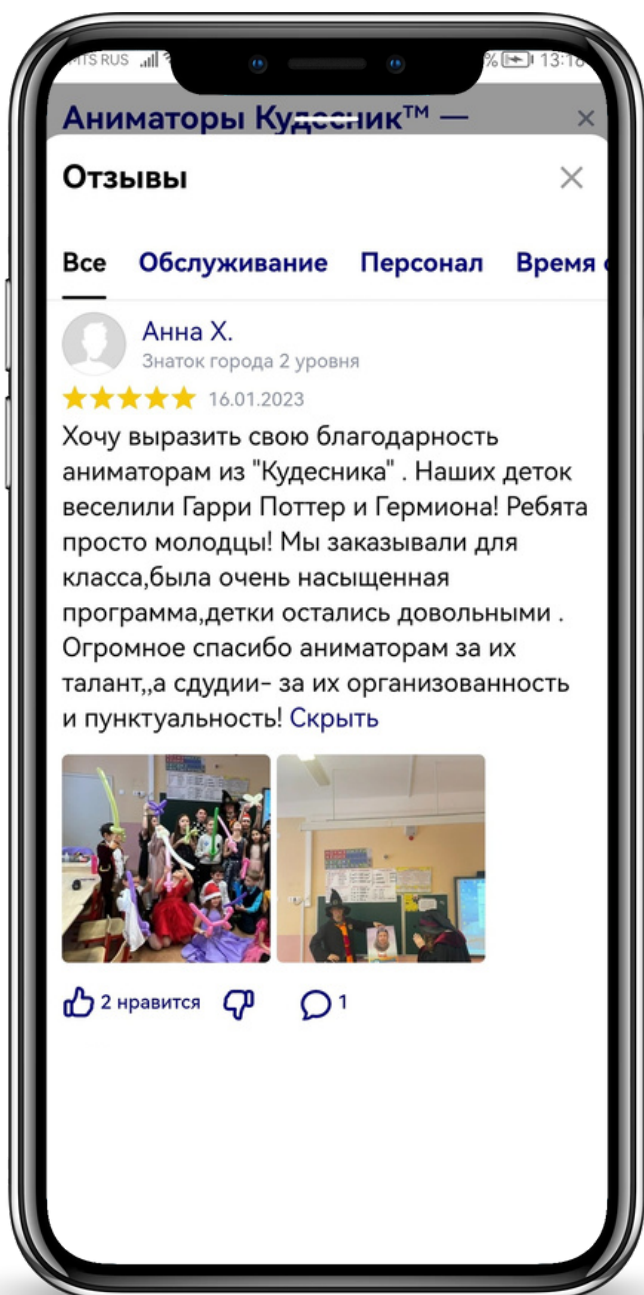 MTS RUS
% 13:18
Аниматоры Кудесник™ —
Отзывы
Все Обслуживание Персонал Время
Анна Х.
Знаток города 2 уровня
16.01.2023
Хочу выразить свою благодарность
аниматорам из "Кудесника" . Наших деток
веселили Гарри Поттер и Гермиона! Ребята
просто молодцы! Мы заказывали для
класса,была очень насыщенная
программа,детки остались довольными .
Огромное спасибо аниматорам за их
талант,,а сдудии- за их организованность
и пунктуальность! Скрыть
2 нравится 1